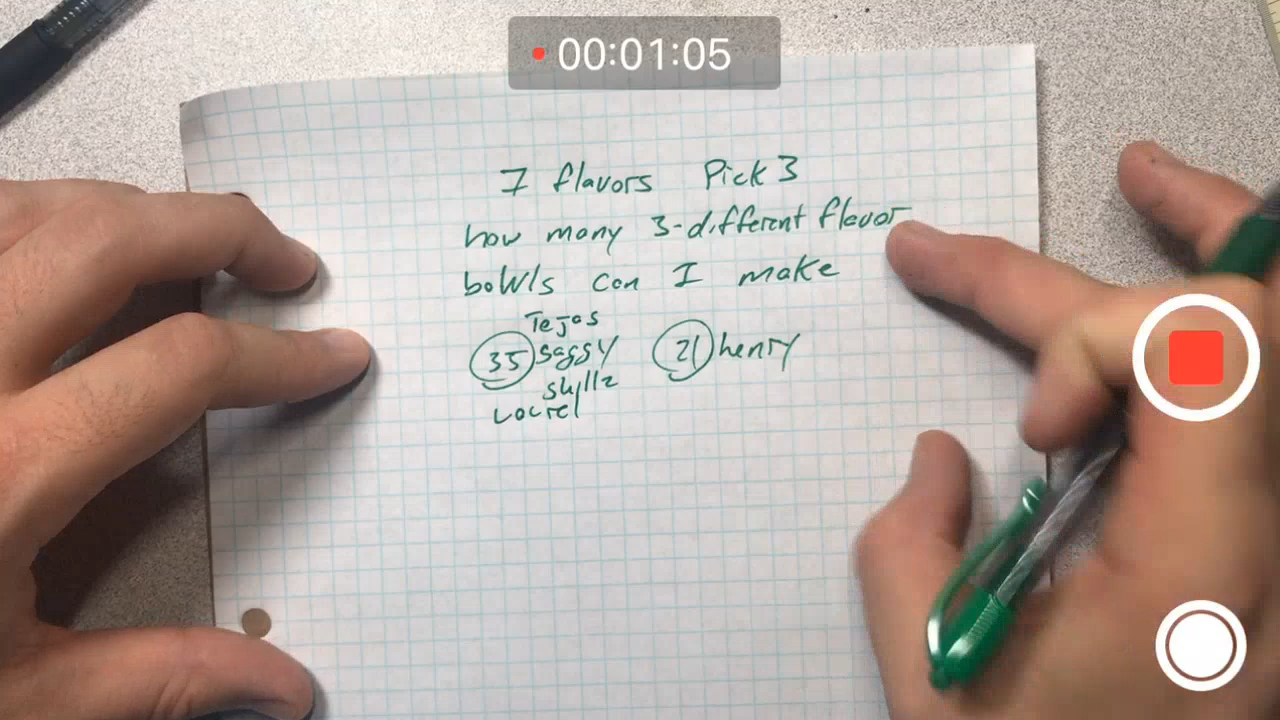 00:01:05
7 flavors Pick 3
how many 3-different flavor
bowls can I make
Tejas
35 saggy 21 henry
skillz
Laurel